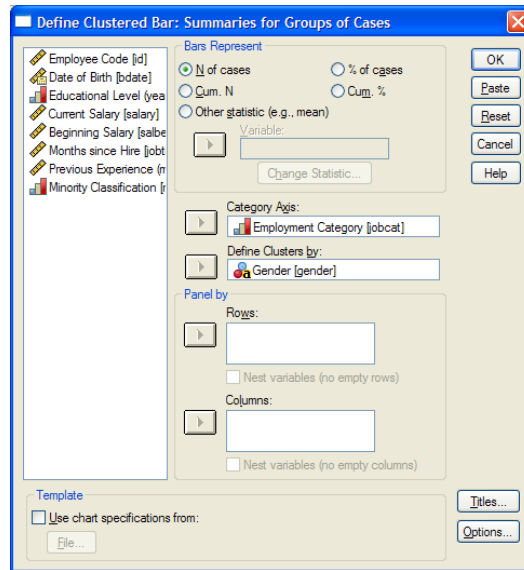 Define Clustered Bar: Summaries for Groups of Cases
Employee Code [id]
Date of Birth [bdate]
Educational Level (yea
Current Salary [salary]
Beginning Salary [salbe
Months since Hire [jobt
Previous Experience (m
Minority Classification [r
Bars Represent
N of cases
% of cases
Cum. N
Cum. %
Other statistic (e.g., mean)
Variable:
Change Statistic...
Category Axis:
Employment Category [jobcat]
Define Clusters by:
Gender [gender]
Panel by
Rows:
Nest variables (no empty rows)
Columns:
Nest variables (no empty columns)
Template
Use chart specifications from:
File...
OK
Paste
Reset
Cancel
Help
Titles...
Options...